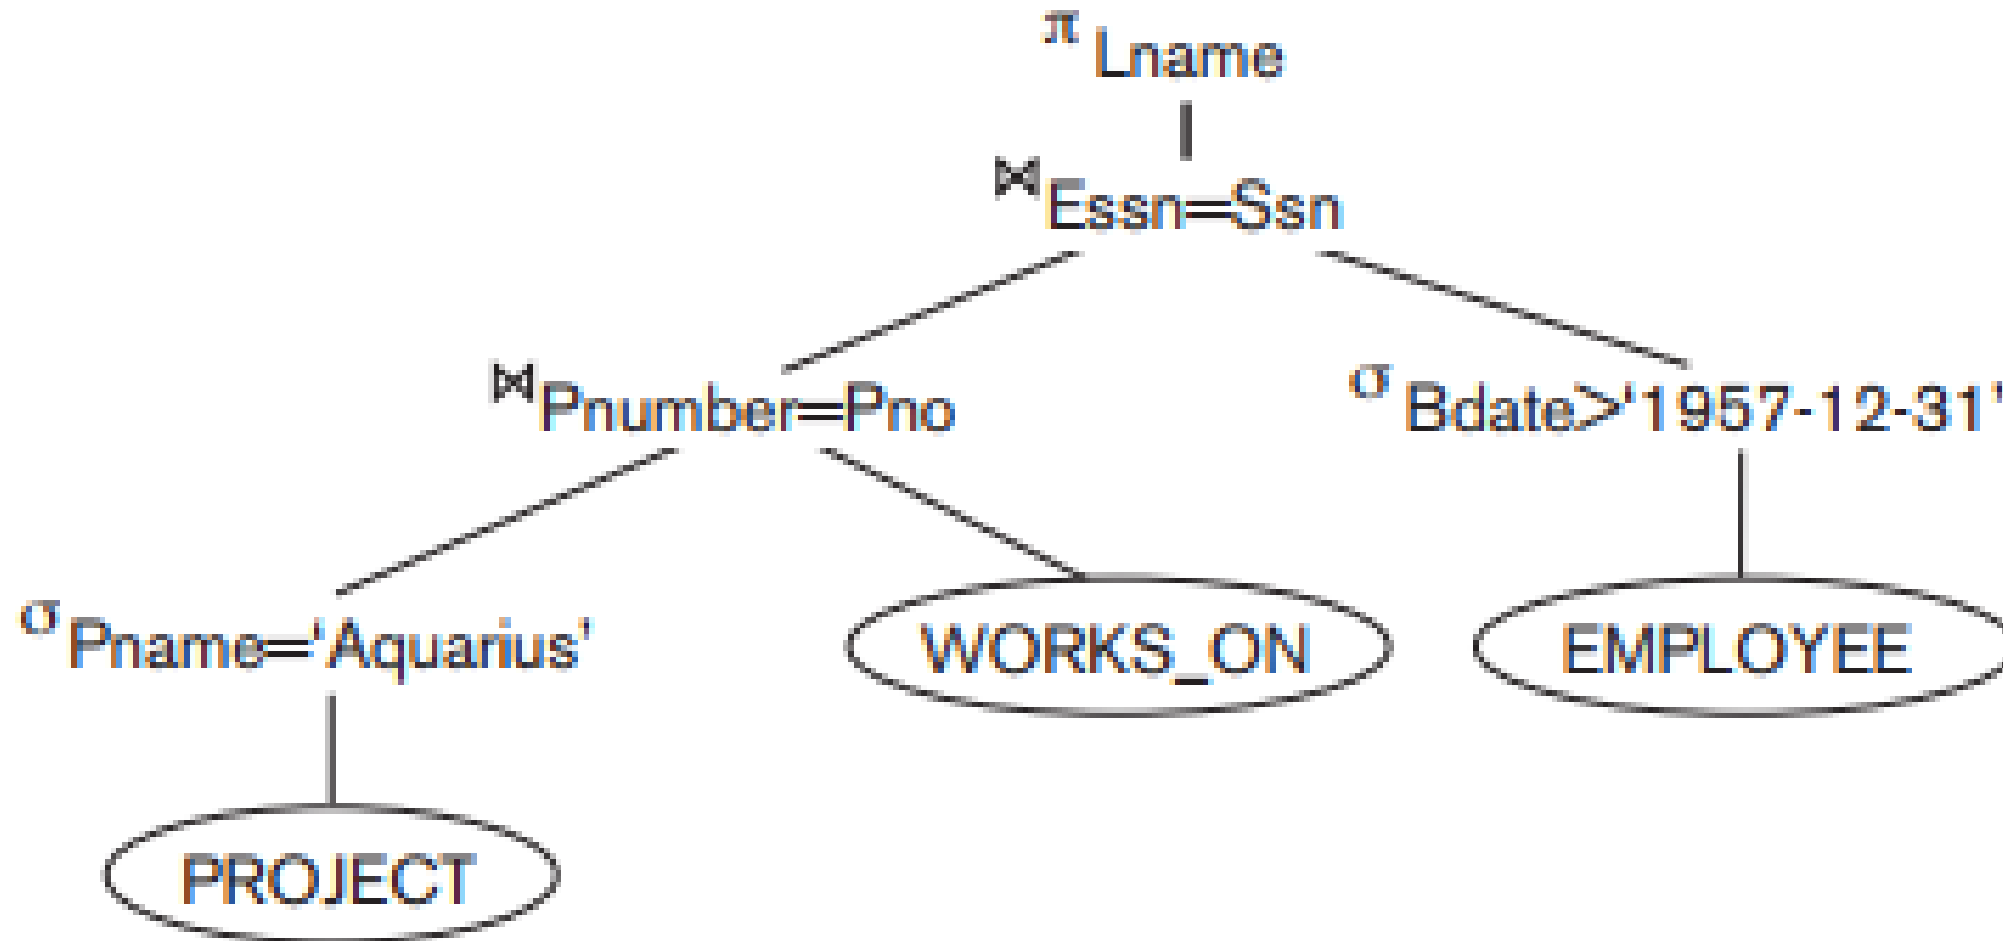 π Lname
⋈Essn=Ssn
⋈Pnumber=Pno
σ Bdate>‘1957-12-31’
σ Pname=‘Aquarius’
WORKS_ON
EMPLOYEE
PROJECT